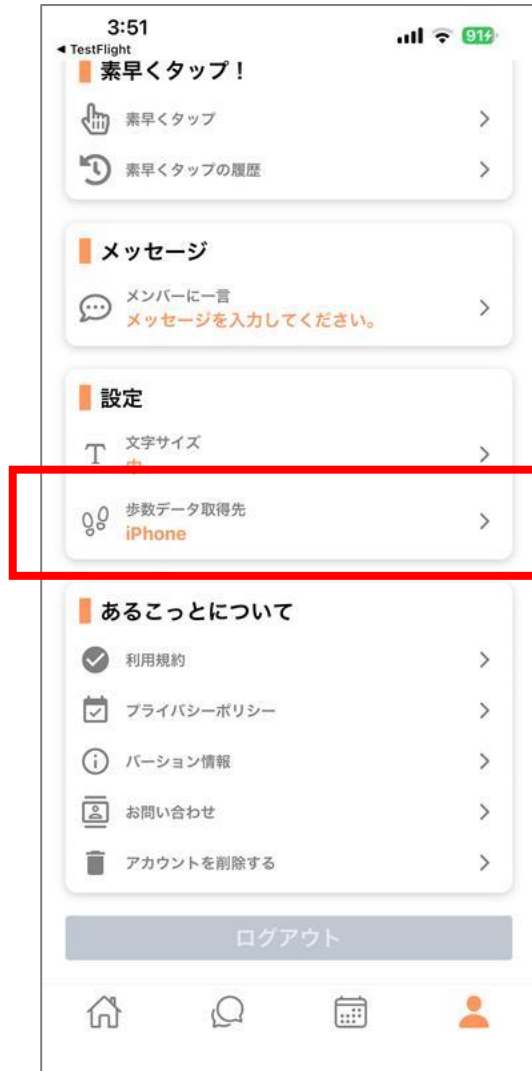 3:51
91
◀ TestFlight
素早くタップ！
素早くタップ
素早くタップの履歴
メッセージ
メンバーに一言
メッセージを入力してください。
設定
文字サイズ
中
歩数データ取得先
iPhone
あるこっとについて
利用規約
プライバシーポリシー
バージョン情報
お問い合わせ
アカウントを削除する
ログアウト